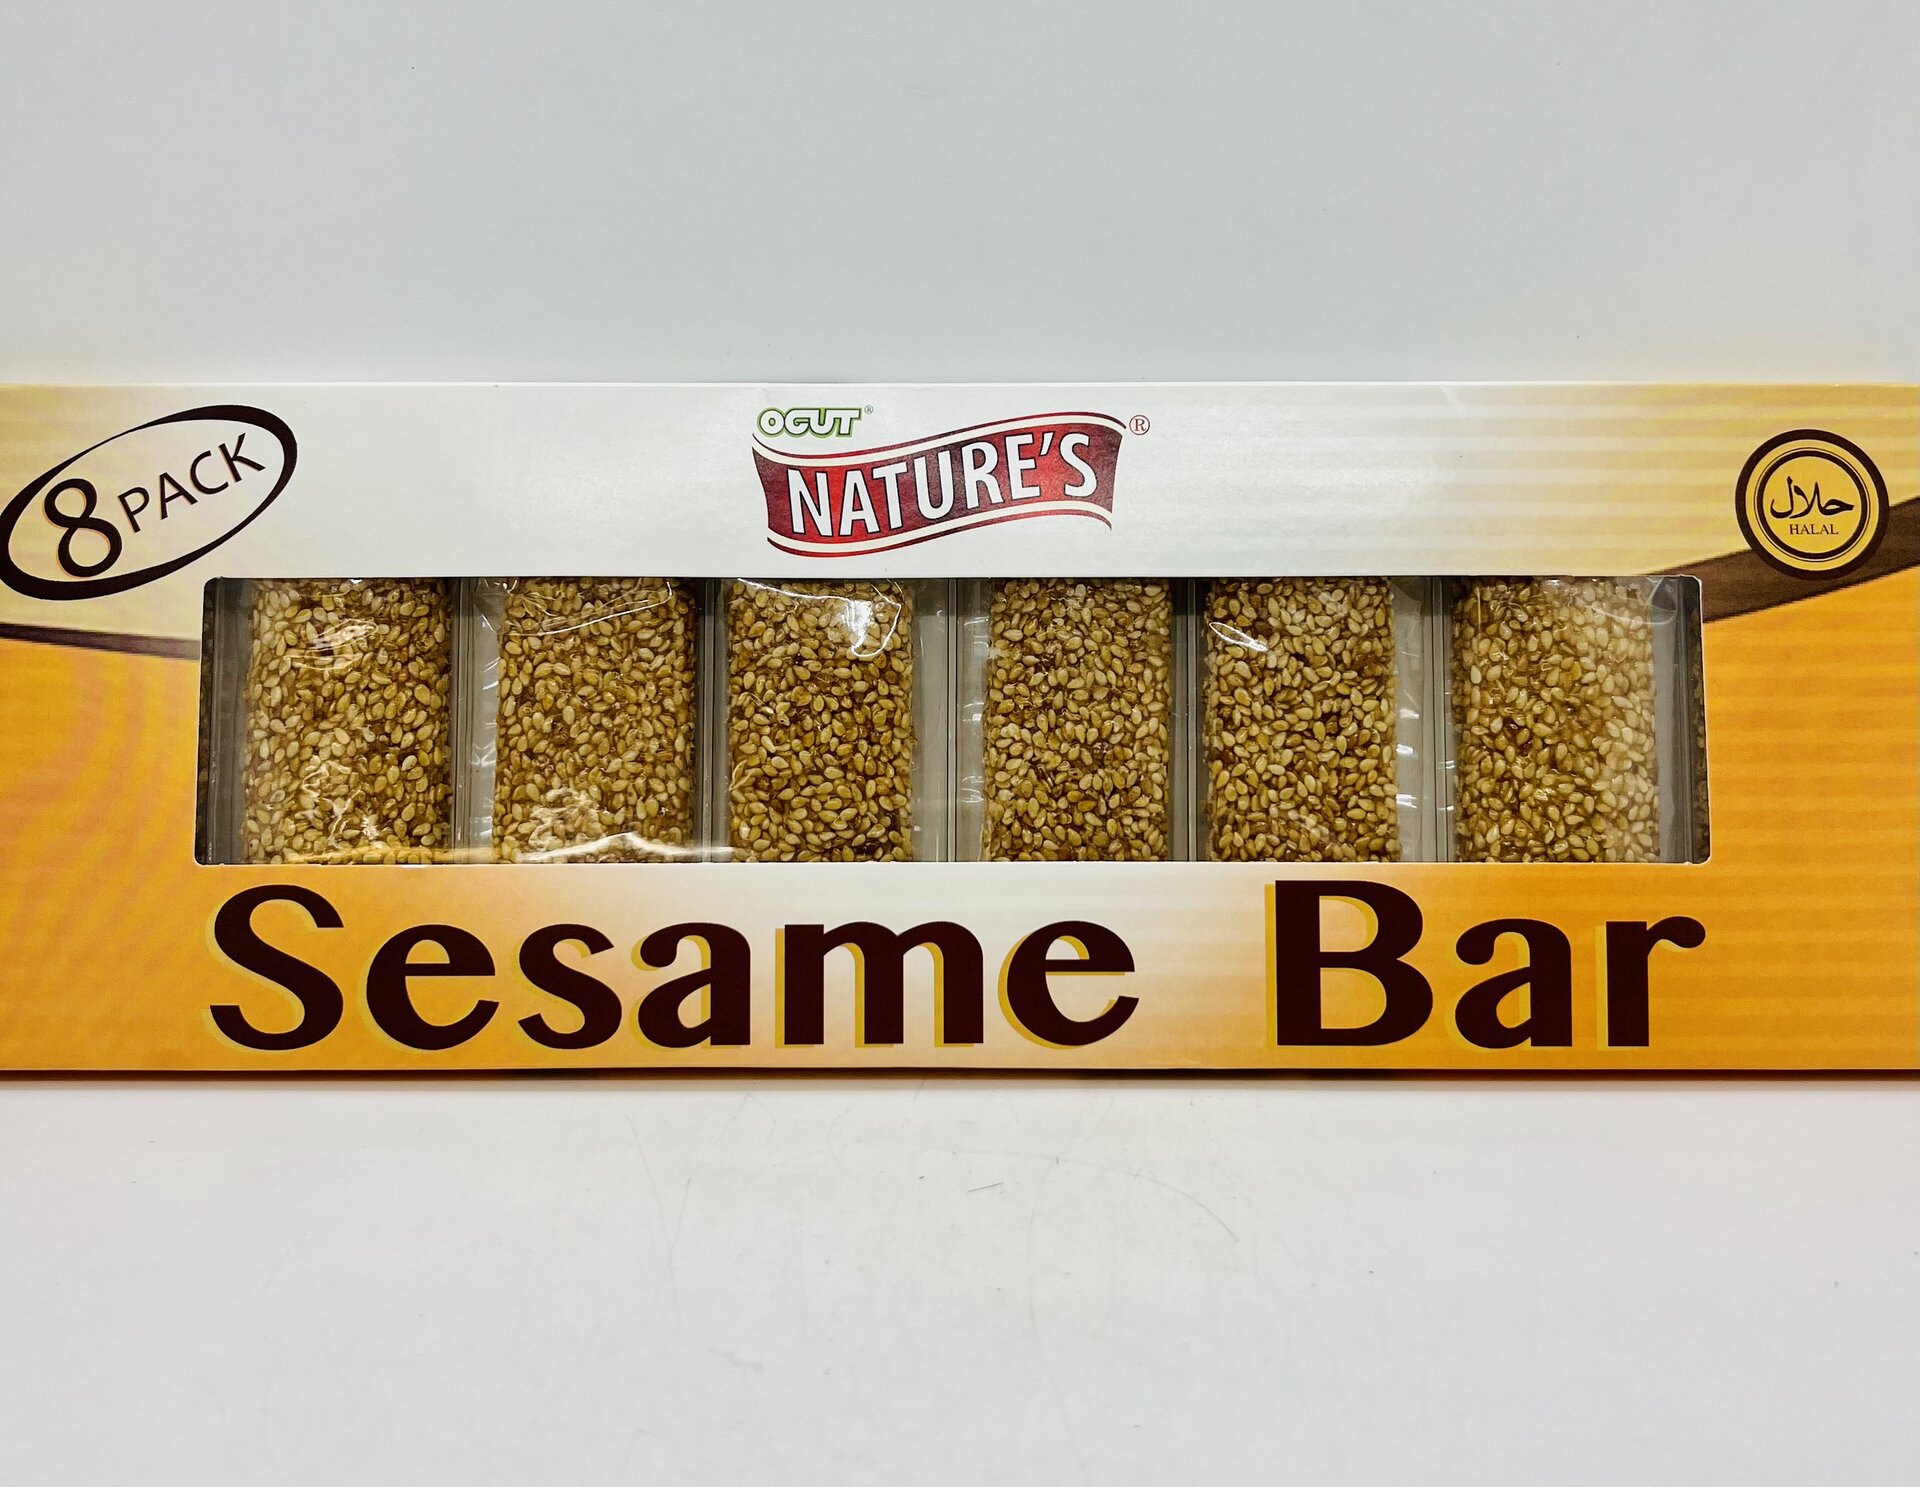 8 PACK
OGUT®
NATURE'S®
حلال
HALAL
Sesame Bar